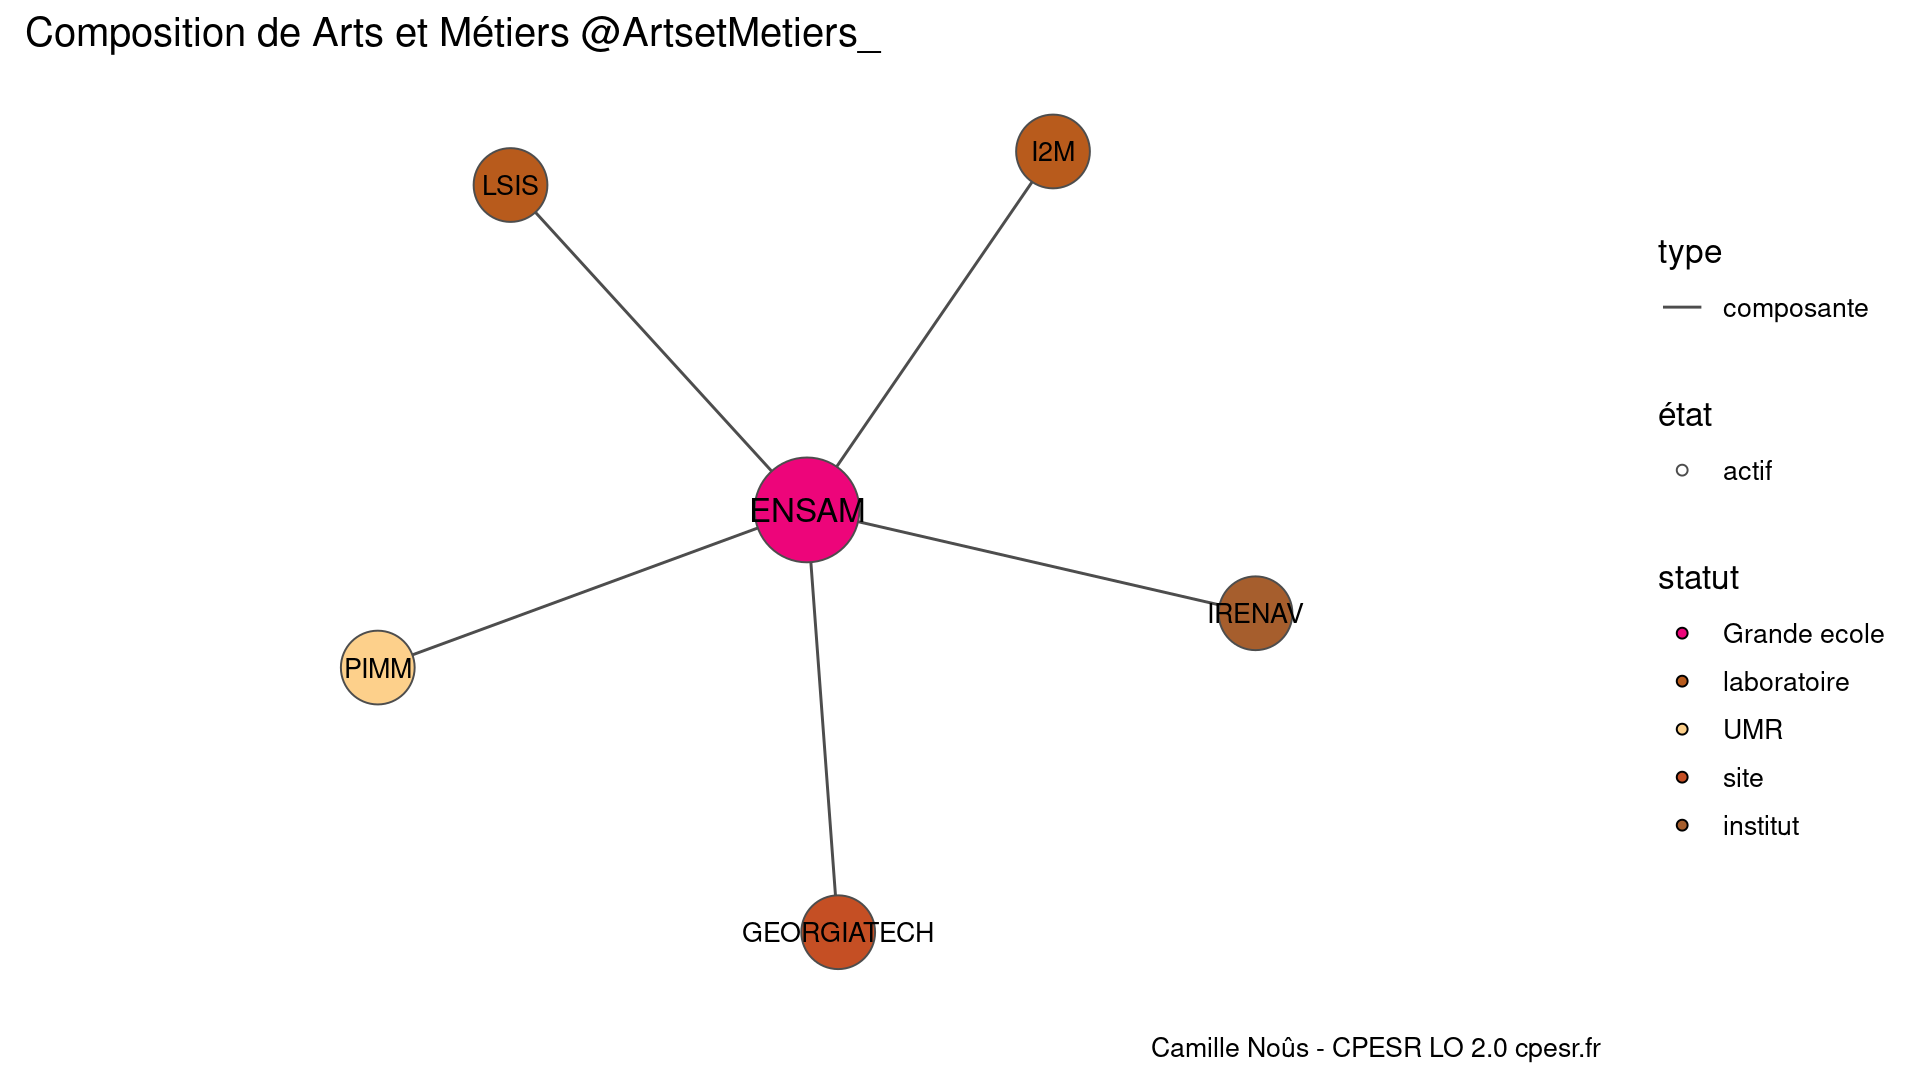 Composition de Arts et Métiers @ArtsetMetiers_
I2M
LSIS
ENSAM
IRENAV
PIMM
GEORGIATECH
type
composante
état
actif
statut
Grande ecole
laboratoire
UMR
site
institut
Camille Noûs - CPESR LO 2.0 cpesr.fr